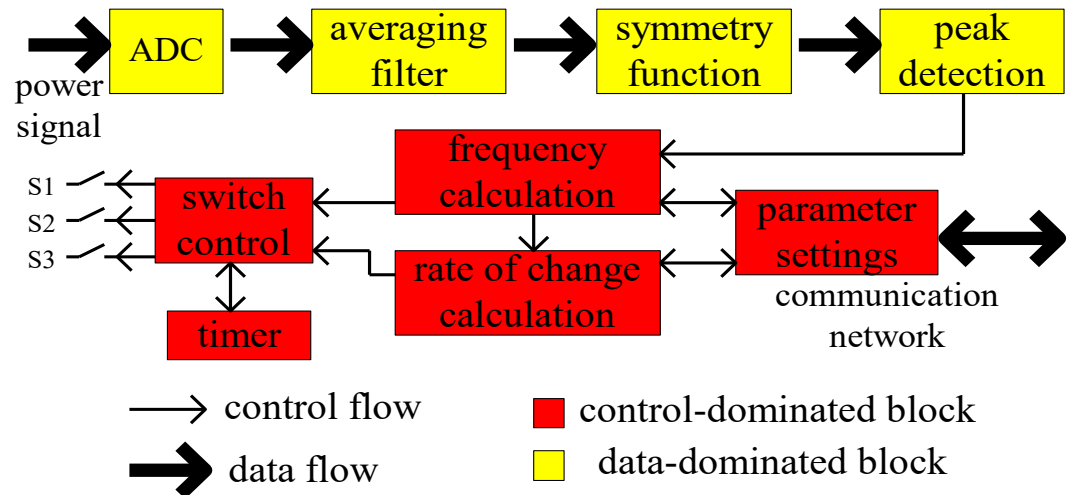 ADC
averaging
filter
symmetry
function
peak
detection
power
signal
frequency
calculation
S1
S2
S3
switch
control
parameter
settings
rate of change
calculation
timer
communication
network
control flow
control-dominated block
data flow
data-dominated block